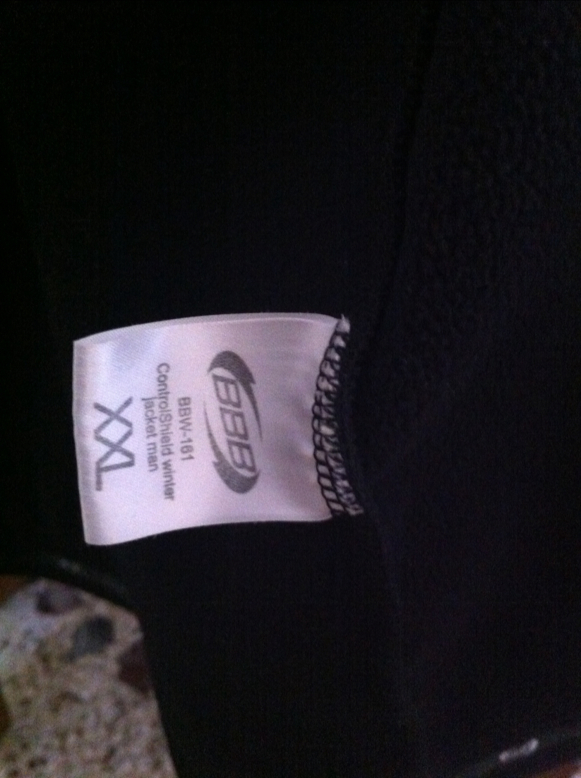 BBB
BBW-161
ControlShield winter
jacket man
XXL